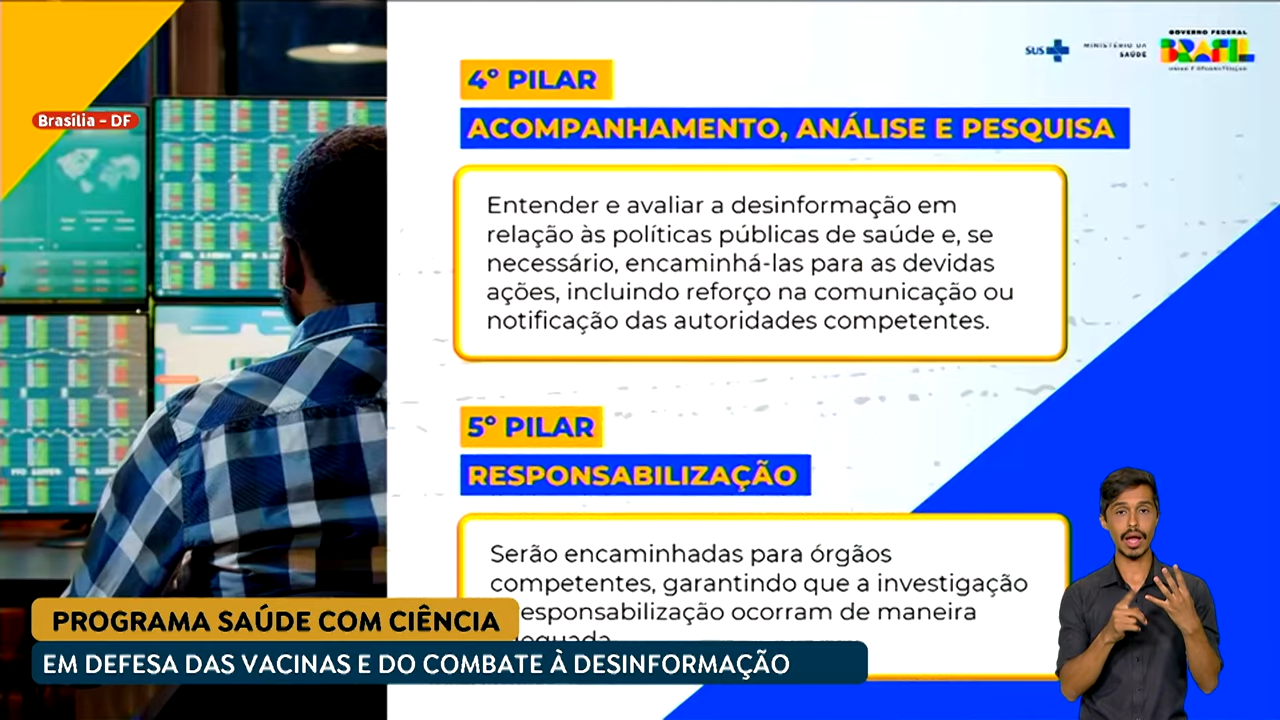 GOVERNO FEDERAL
SUS
MINISTÉRIO DA
SAÚDE
BRASIL
4º PILAR
Brasília - DF
ACOMPANHAMENTO, ANÁLISE E PESQUISA
Entender e avaliar a desinformação em
relação às políticas públicas de saúde e, se
necessário, encaminhá-las para as devidas
ações, incluindo reforço na comunicação ou
notificação das autoridades competentes.
5º PILAR
RESPONSABILIZAÇÃO
Serão encaminhadas para órgãos
competentes, garantindo que a investigação
responsabilização ocorram de maneira
PROGRAMA SAÚDE COM CIÊNCIA
EM DEFESA DAS VACINAS E DO COMBATE À DESINFORMAÇÃO